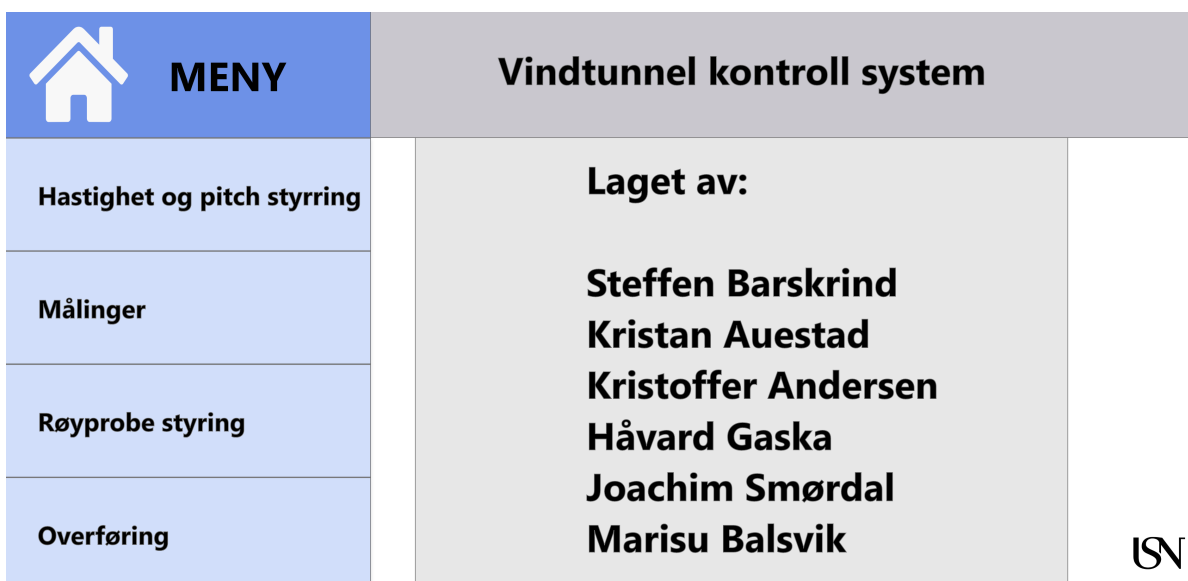 MENY
Vindtunnel kontroll system
Hastighet og pitch styrring
Målinger
Røyprobe styring
Overføring
Laget av:
Steffen Barskrind
Kristan Auestad
Kristoffer Andersen
Håvard Gaska
Joachim Smørdal
Marisu Balsvik
USN